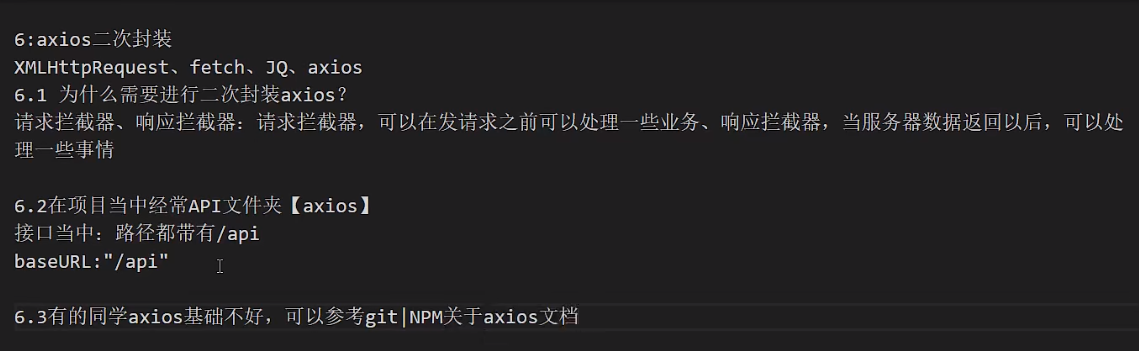 6:axios二次封装
XMLHttpRequest、fetch、JQ、axios
6.1 为什么需要进行二次封装axios?
请求拦截器、响应拦截器: 请求拦截器，可以在发请求之前可以处理一些业务、响应拦截器，当服务器数据返回以后，可以处
理一些事情
6.2在项目当中经常API文件夹【axios】
接口当中: 路径都带有/api
baseURL:"/api"
6.3有的同学axios基础不好，可以参考git|NPM关于axios文档